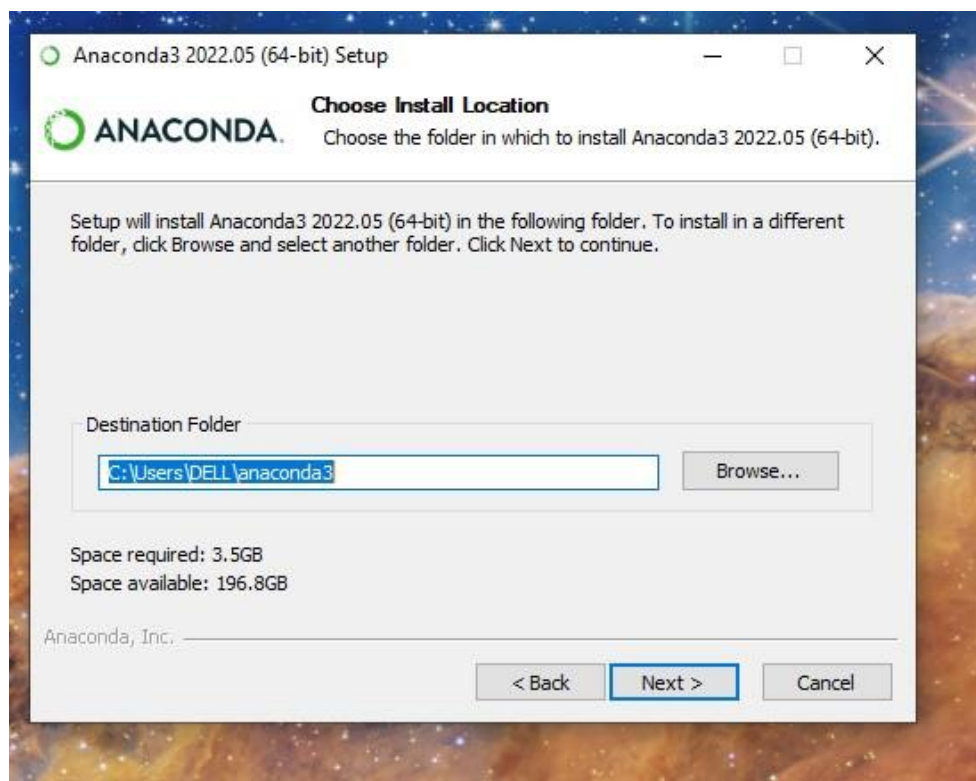 Anaconda3 2022.05 (64-bit) Setup
ANACONDA.
Choose Install Location
Choose the folder in which to install Anaconda3 2022.05 (64-bit).
Setup will install Anaconda3 2022.05 (64-bit) in the following folder. To install in a different
folder, click Browse and select another folder. Click Next to continue.
Destination Folder
C:\Users\DELL\anaconda3
Browse...
Space required: 3.5GB
Space available: 196.8GB
Anaconda, Inc.
< Back
Next >
Cancel